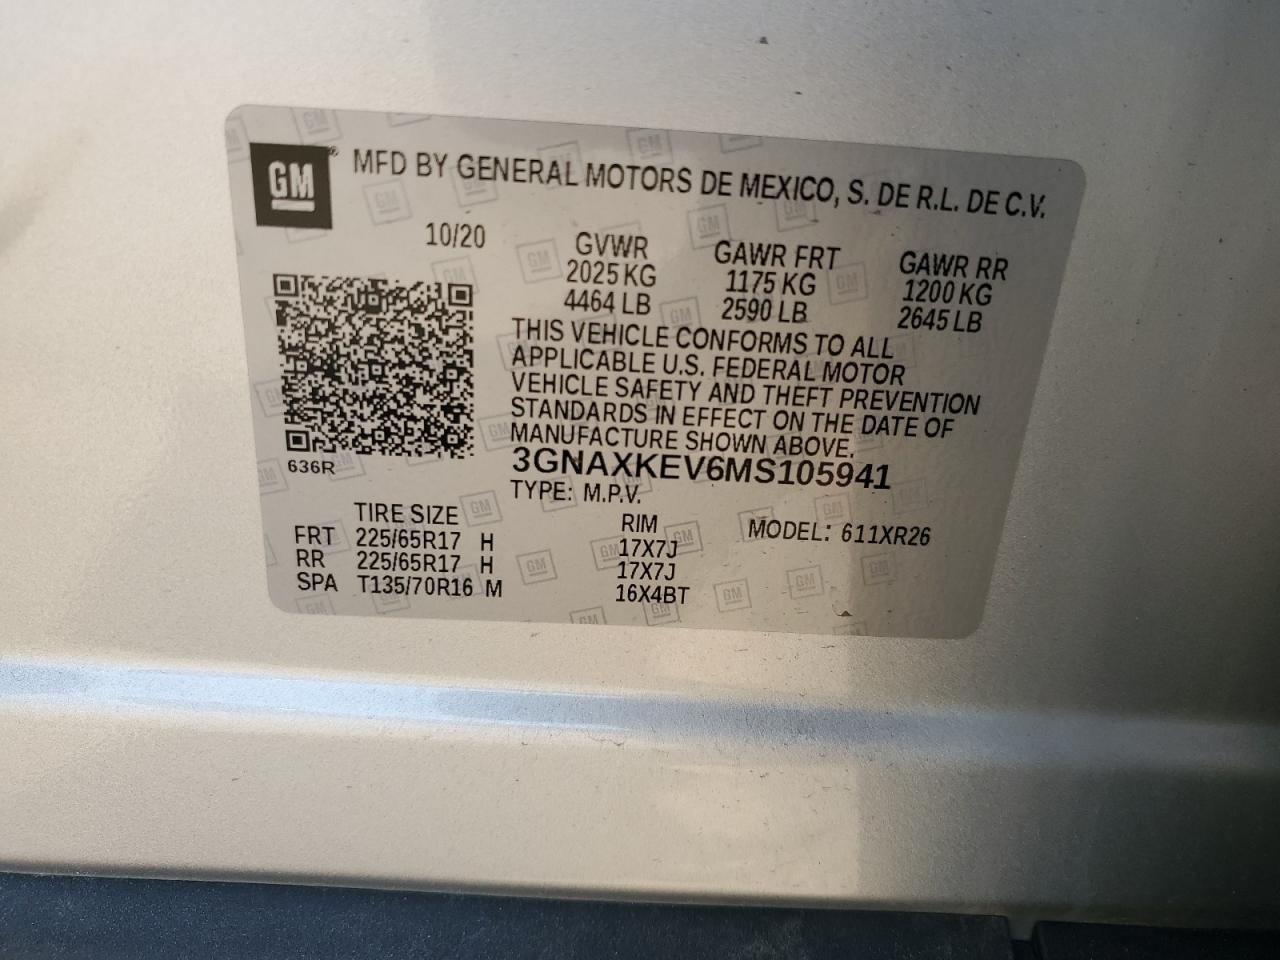 GM® MFD BY GENERAL MOTORS DE MEXICO, S. DE R.L. DE C.V.
10/20 GVWR GAWR FRT GAWR RR
2025 KG 1175 KG 1200 KG
4464 LB 2590 LB 2645 LB
THIS VEHICLE CONFORMS TO ALL
APPLICABLE U.S. FEDERAL MOTOR
VEHICLE SAFETY AND THEFT PREVENTION
STANDARDS IN EFFECT ON THE DATE OF
MANUFACTURE SHOWN ABOVE.
636R
3GNAXKEV6MS105941
TYPE: M.P.V.
TIRE SIZE RIM MODEL: 611XR26
FRT 225/65R17 H 17X7J
RR 225/65R17 H 17X7J
SPA T135/70R16 M 16X4BT